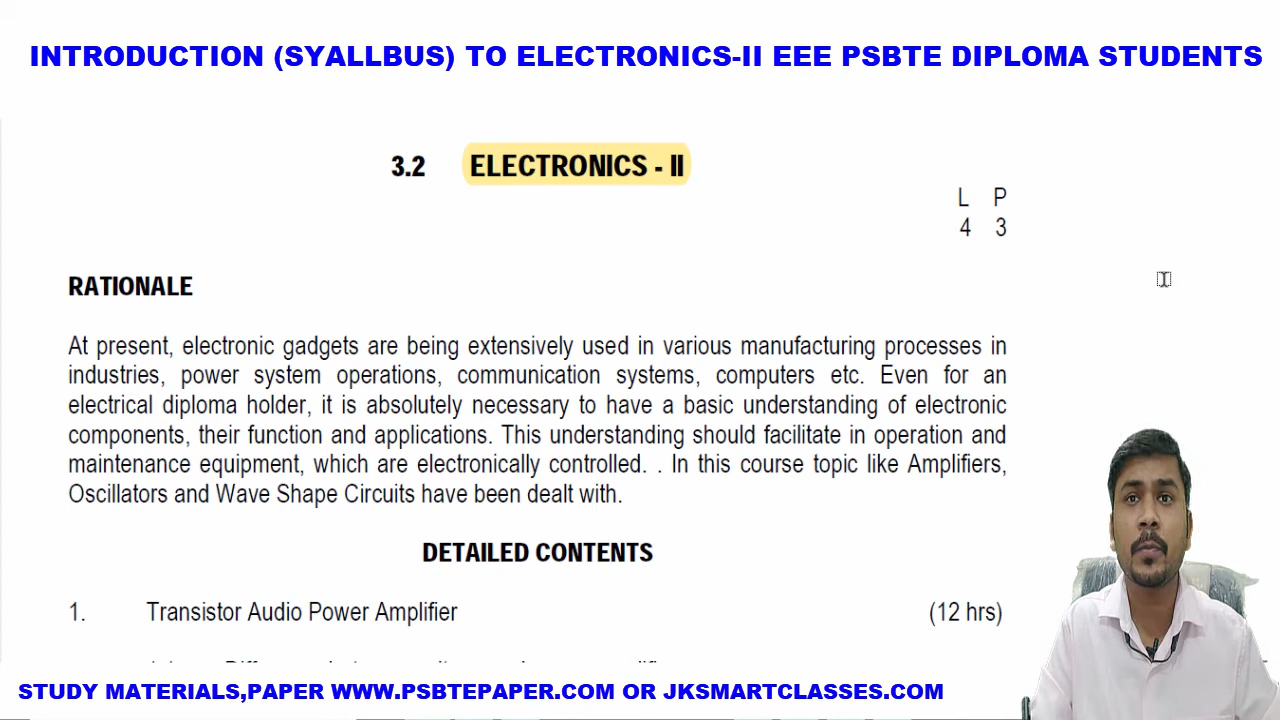 INTRODUCTION (SYALLBUS) TO ELECTRONICS-II EEE PSBTE DIPLOMA STUDENTS
3.2 ELECTRONICS - II
L P
4 3
RATIONALE
At present, electronic gadgets are being extensively used in various manufacturing processes in
industries, power system operations, communication systems, computers etc. Even for an
electrical diploma holder, it is absolutely necessary to have a basic understanding of electronic
components, their function and applications. This understanding should facilitate in operation and
maintenance equipment, which are electronically controlled. . In this course topic like Amplifiers,
Oscillators and Wave Shape Circuits have been dealt with.
DETAILED CONTENTS
1. Transistor Audio Power Amplifier (12 hrs)
STUDY MATERIALS,PAPER WWW.PSBTEPAPER.COM OR JKSMARTCLASSES.COM